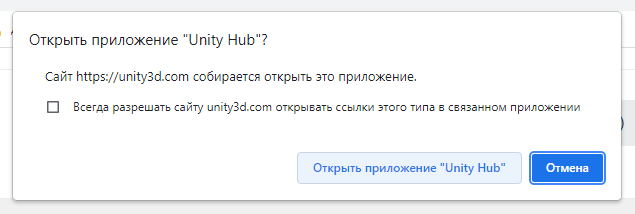 Открыть приложение "Unity Hub"?
Сайт https://unity3d.com собирается открыть это приложение.
Всегда разрешать сайту unity3d.com открывать ссылки этого типа в связанном приложении
Открыть приложение "Unity Hub"
Отмена